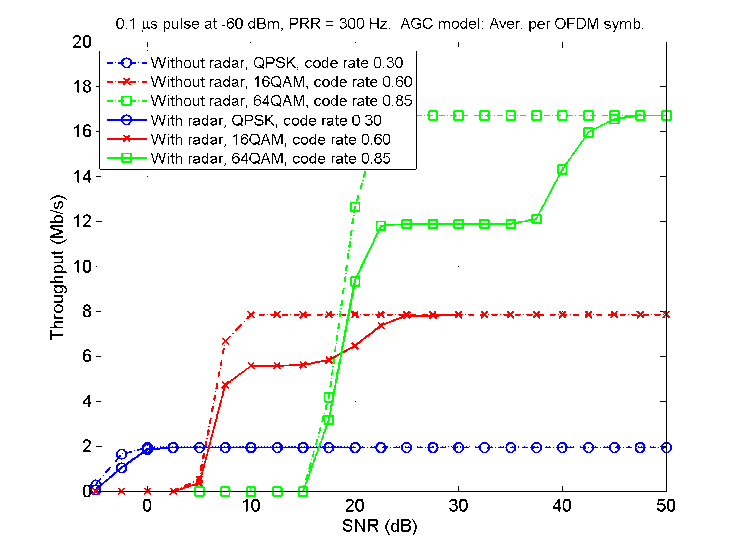 0.1 μs pulse at -60 dBm, PRR = 300 Hz. AGC model: Aver. per OFDM symb.
20
18
16
14
12
10
8
6
4
2
0
Throughput (Mb/s)
Without radar, QPSK, code rate 0.30
Without radar, 16QAM, code rate 0.60
Without radar, 64QAM, code rate 0.85
With radar, QPSK, code rate 0.30
With radar, 16QAM, code rate 0.60
With radar, 64QAM, code rate 0.85
0 10 20 30 40 50
SNR (dB)